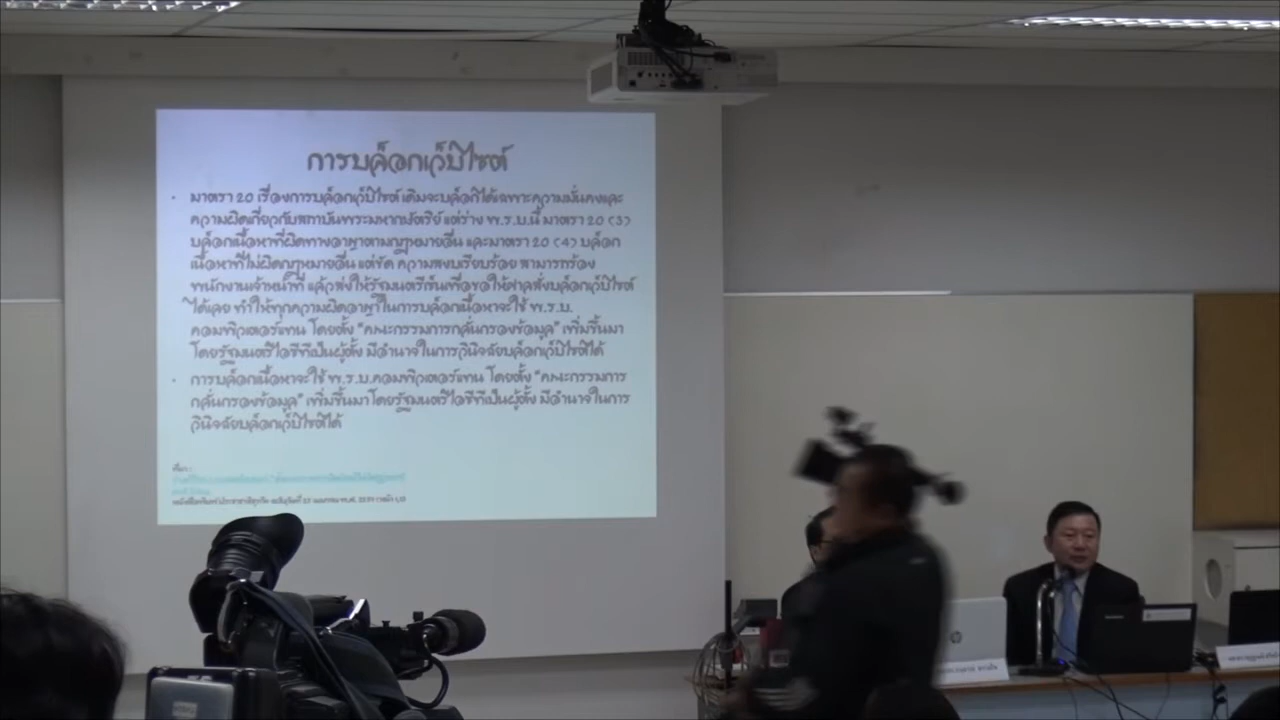 การบล็อกเว็บไซต์
• มาตรา 20 เรื่องการบล็อกเว็บไซต์ เดิมจะบล็อกได้เฉพาะความมั่นคงและ
ความผิดเกี่ยวกับสถาบันพระมหากษัตริย์ แต่ร่าง พ.ร.บ.นี้ มาตรา 20 (3)
บล็อกเนื้อหาที่ผิดทางอาญาตามกฎหมายอื่น และมาตรา 20 (4) บล็อก
เนื้อหาที่ไม่ผิดกฎหมายอื่น แต่ขัด ความสงบเรียบร้อย สามารถร้อง
พนักงานเจ้าหน้าที่ แล้วส่งให้รัฐมนตรีเซ็นเพื่อขอให้ศาลสั่งบล็อกเว็บไซต์
ได้เลย ทำให้ทุกความผิดอาญาในการบล็อกเนื้อหาจะใช้ พ.ร.บ.
คอมพิวเตอร์แทน โดยตั้ง "คณะกรรมการกลั่นกรองข้อมูล" เพิ่มขึ้นมา
โดยรัฐมนตรีไอซีทีเป็นผู้ตั้ง มีอำนาจในการวินิจฉัยบล็อกเว็บไซต์ได้
• การบล็อกเนื้อหาจะใช้ พ.ร.บ.คอมพิวเตอร์แทน โดยตั้ง "คณะกรรมการ
กลั่นกรองข้อมูล" เพิ่มขึ้นมาโดยรัฐมนตรีไอซีทีเป็นผู้ตั้ง มีอำนาจในการ
วินิจฉัยบล็อกเว็บไซต์ได้
ที่มา :
hp